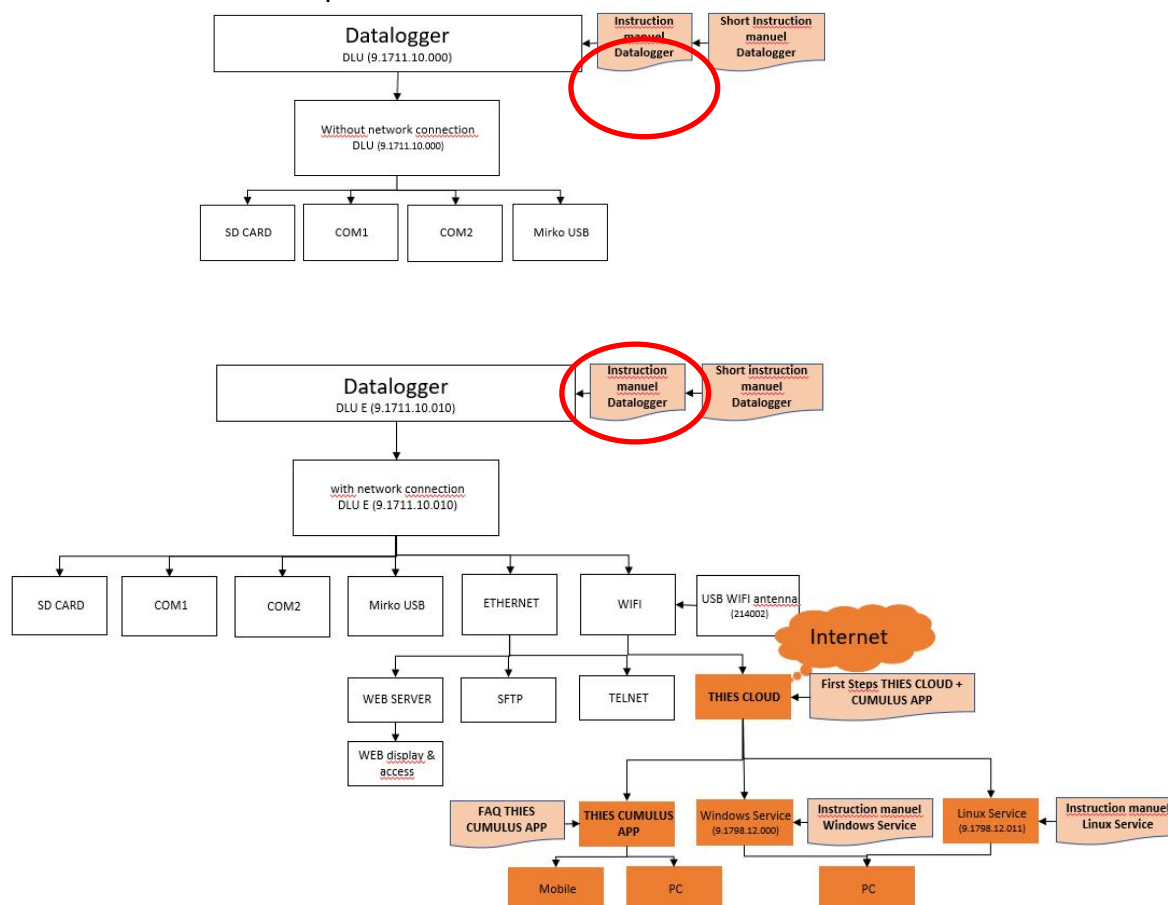 Datalogger
DLU (9.1711.10.000)
Instruction
manuel
Datalogger
Short Instruction
manuel
Datalogger
Without network connection
DLU (9.1711.10.000)
SD CARD
COM1
COM2
Mirko USB
Datalogger
DLU E (9.1711.10.010)
Instruction
manuel
Datalogger
Short instruction
manuel
Datalogger
with network connection
DLU E (9.1711.10.010)
SD CARD
COM1
COM2
Mirko USB
ETHERNET
WIFI
USB WIFI antenna
(214002)
Internet
WEB SERVER
SFTP
TELNET
THIES CLOUD
First Steps THIES CLOUD +
CUMULUS APP
WEB display &
access
FAQ THIES
CUMULUS APP
THIES CUMULUS
APP
Windows Service
(9.1798.12.000)
Instruction manuel
Windows Service
Linux Service
(9.1798.12.011)
Instruction manuel
Linux Service
Mobile
PC
PC